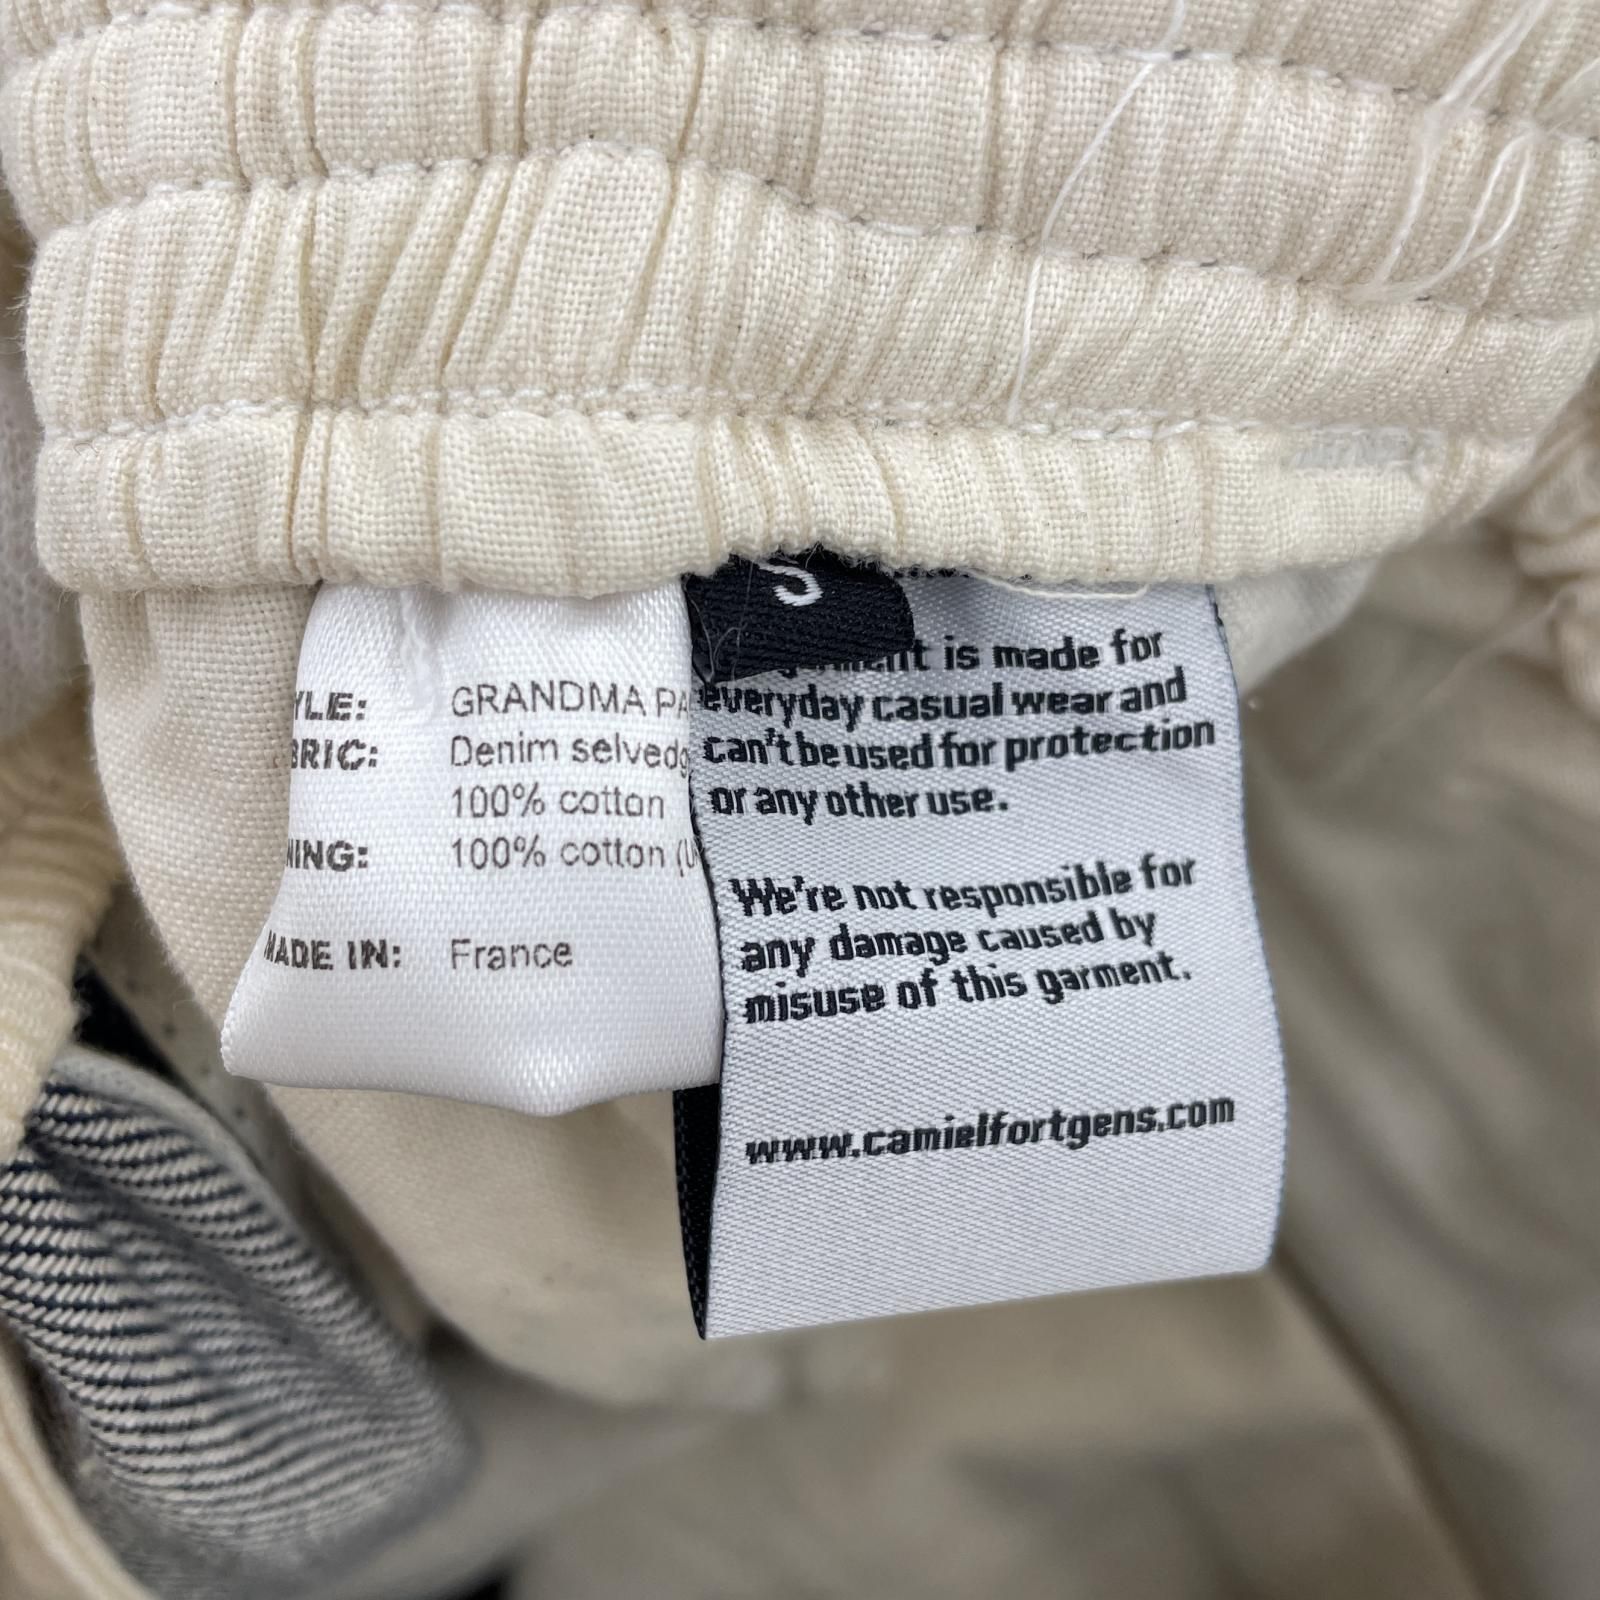 S
YLE: GRANDMA PA
BRIC: Denim selvedg
100% cotton
NING: 100% cotton (U
MADE IN: France
is made for
everyday casual wear and
can't be used for protection
or any other use.
We're not responsible for
any damage caused by
misuse of this garment.
www.camielfortgens.com